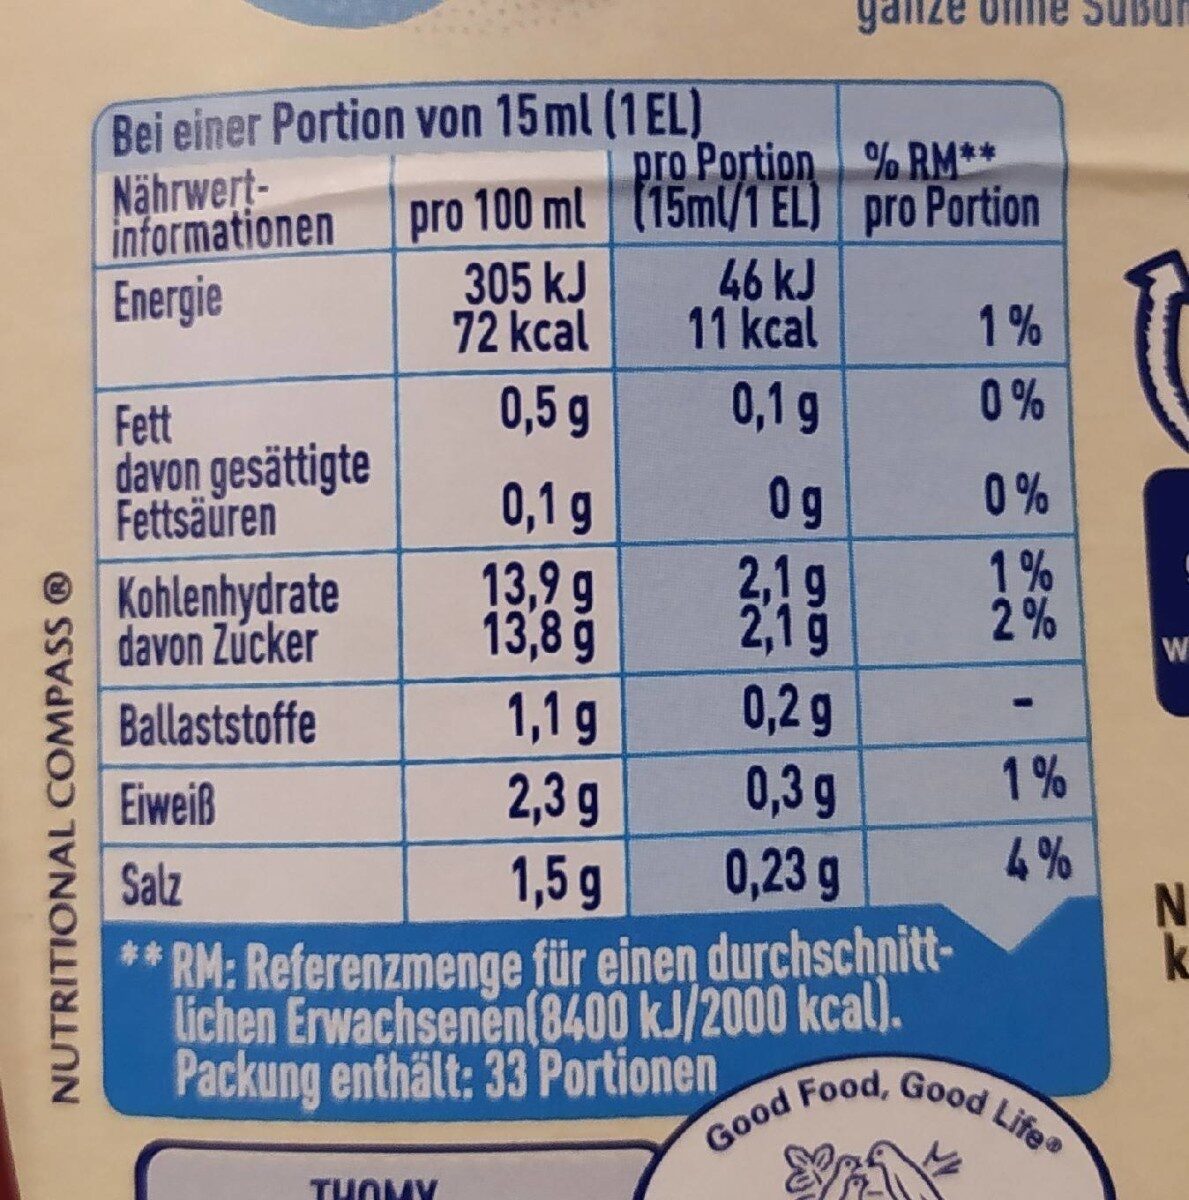 ganze ohne
Bei einer Portion von 15 ml (1 EL)
Nährwert-
informationen
pro 100 ml
pro Portion
(15ml/1 EL)
% RM**
pro Portion
Energie 305 kJ 46 kJ
72 kcal 11 kcal 1 %
Fett 0,5 g 0,1 g 0 %
davon gesättigte
Fettsäuren 0,1 g 0 g 0 %
Kohlenhydrate 13,9 g 2,1 g 1 %
davon Zucker 13,8 g 2,1 g 2 %
Ballaststoffe 1,1 g 0,2 g -
Eiweiß 2,3 g 0,3 g 1 %
Salz 1,5 g 0,23 g 4 %
** RM: Referenzmenge für einen durchschnitt-
lichen Erwachsenen(8400 kJ/2000 kcal).
Packung enthält: 33 Portionen
NUTRITIONAL COMPASS ®
Good Food, Good Life®
THOMY